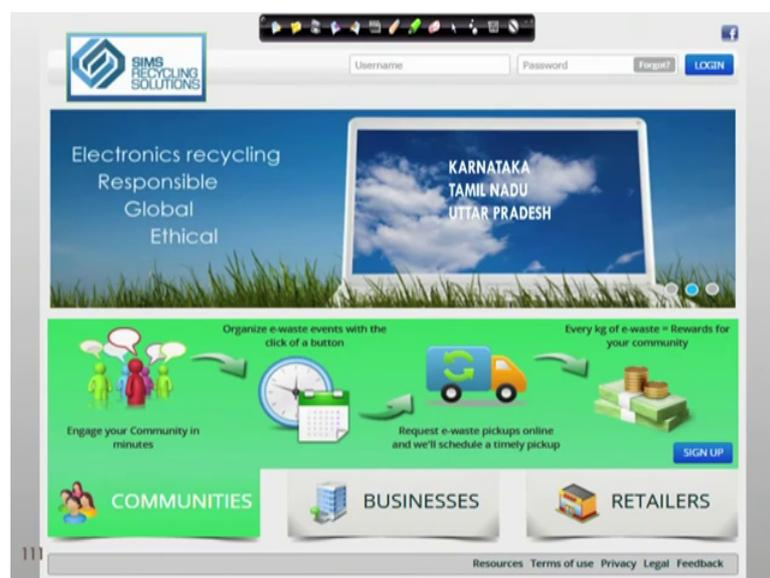 SIMS
RECYCLING
SOLUTIONS
Username
Password
Forgot?
LOGIN
Electronics recycling
Responsible
Global
Ethical
KARNATAKA
TAMIL NADU
UTTAR PRADESH
Engage your Community in
minutes
Organize e-waste events with the
click of a button
Request e-waste pickups online
and we'll schedule a timely pickup
Every kg of e-waste = Rewards for
your community
SIGN UP
COMMUNITIES
BUSINESSES
RETAILERS
111
Resources Terms of use Privacy Legal Feedback